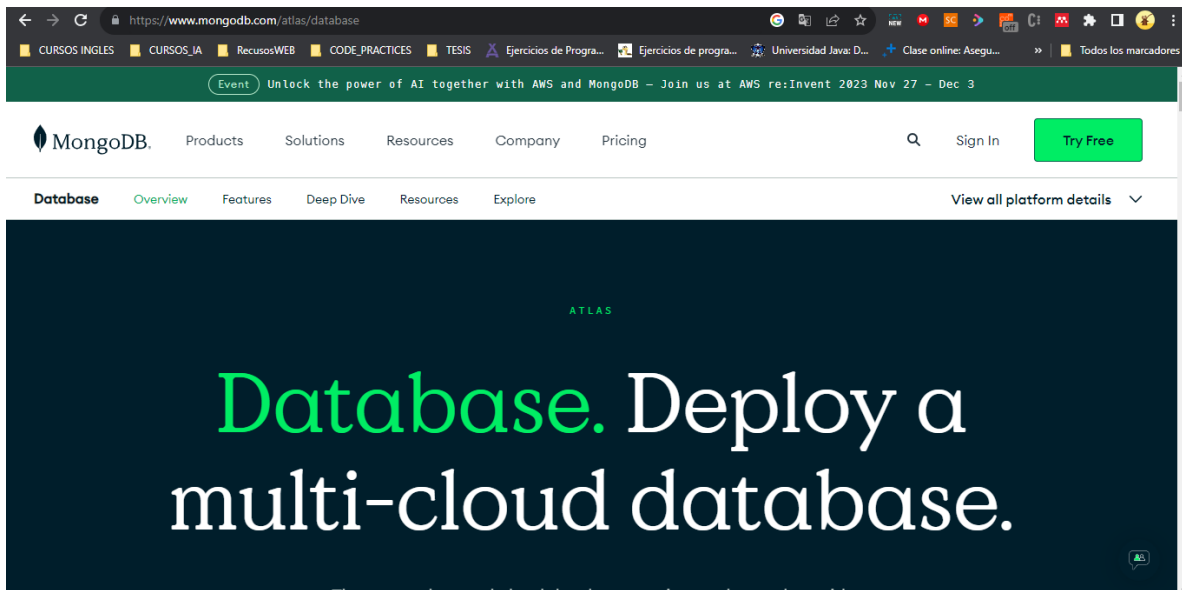 https://www.mongodb.com/atlas/database
CURSOS INGLES CURSOS_IA RecusosWEB CODE_PRACTICES TESIS Ejercicios de Progra... Ejercicios de progra... Universidad Java: D... Clase online: Asegu... » Todos los marcadores
Event Unlock the power of AI together with AWS and MongoDB — Join us at AWS re:Invent 2023 Nov 27 – Dec 3
MongoDB. Products Solutions Resources Company Pricing Sign In Try Free
Database Overview Features Deep Dive Resources Explore View all platform details
ATLAS
Database. Deploy a
multi-cloud database.